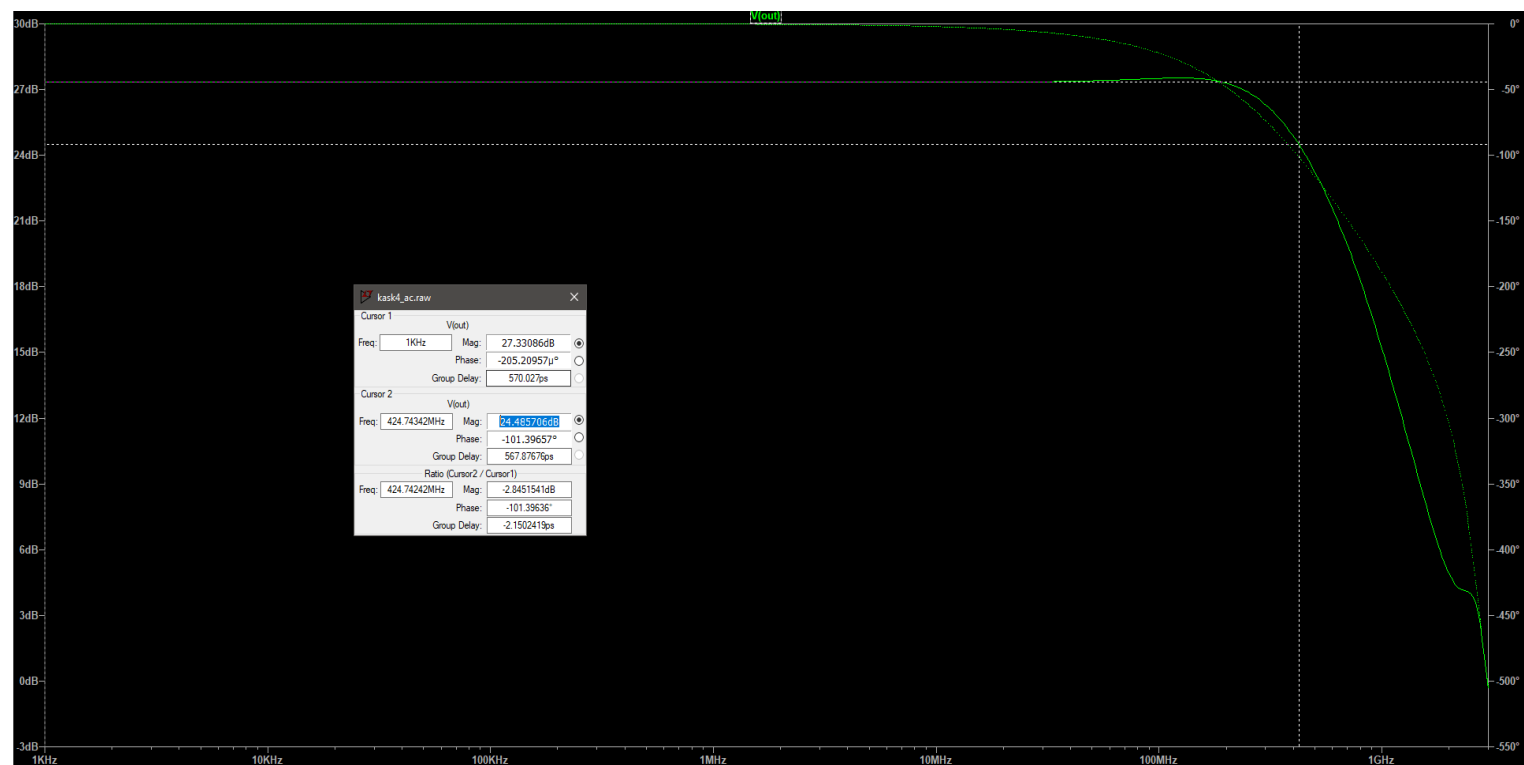 V(out)
30dB
27dB
24dB
21dB
18dB
15dB
12dB
9dB
6dB
3dB
0dB
-3dB
0°
-50°
-100°
-150°
-200°
-250°
-300°
-350°
-400°
-450°
-500°
-550°
1KHz 10KHz 100KHz 1MHz 10MHz 100MHz 1GHz
kask4_ac.raw
Cursor 1
V(out)
Freq: 1KHz Mag: 27.33086dB
Phase: -205.20957µ°
Group Delay: 570.027ps
Cursor 2
V(out)
Freq: 424.74342MHz Mag: 24.485706dB
Phase: -101.39657°
Group Delay: 567.87676ps
Ratio (Cursor2 / Cursor1)
Freq: 424.74242MHz Mag: -2.8451541dB
Phase: -101.39636°
Group Delay: -2.1502419ps